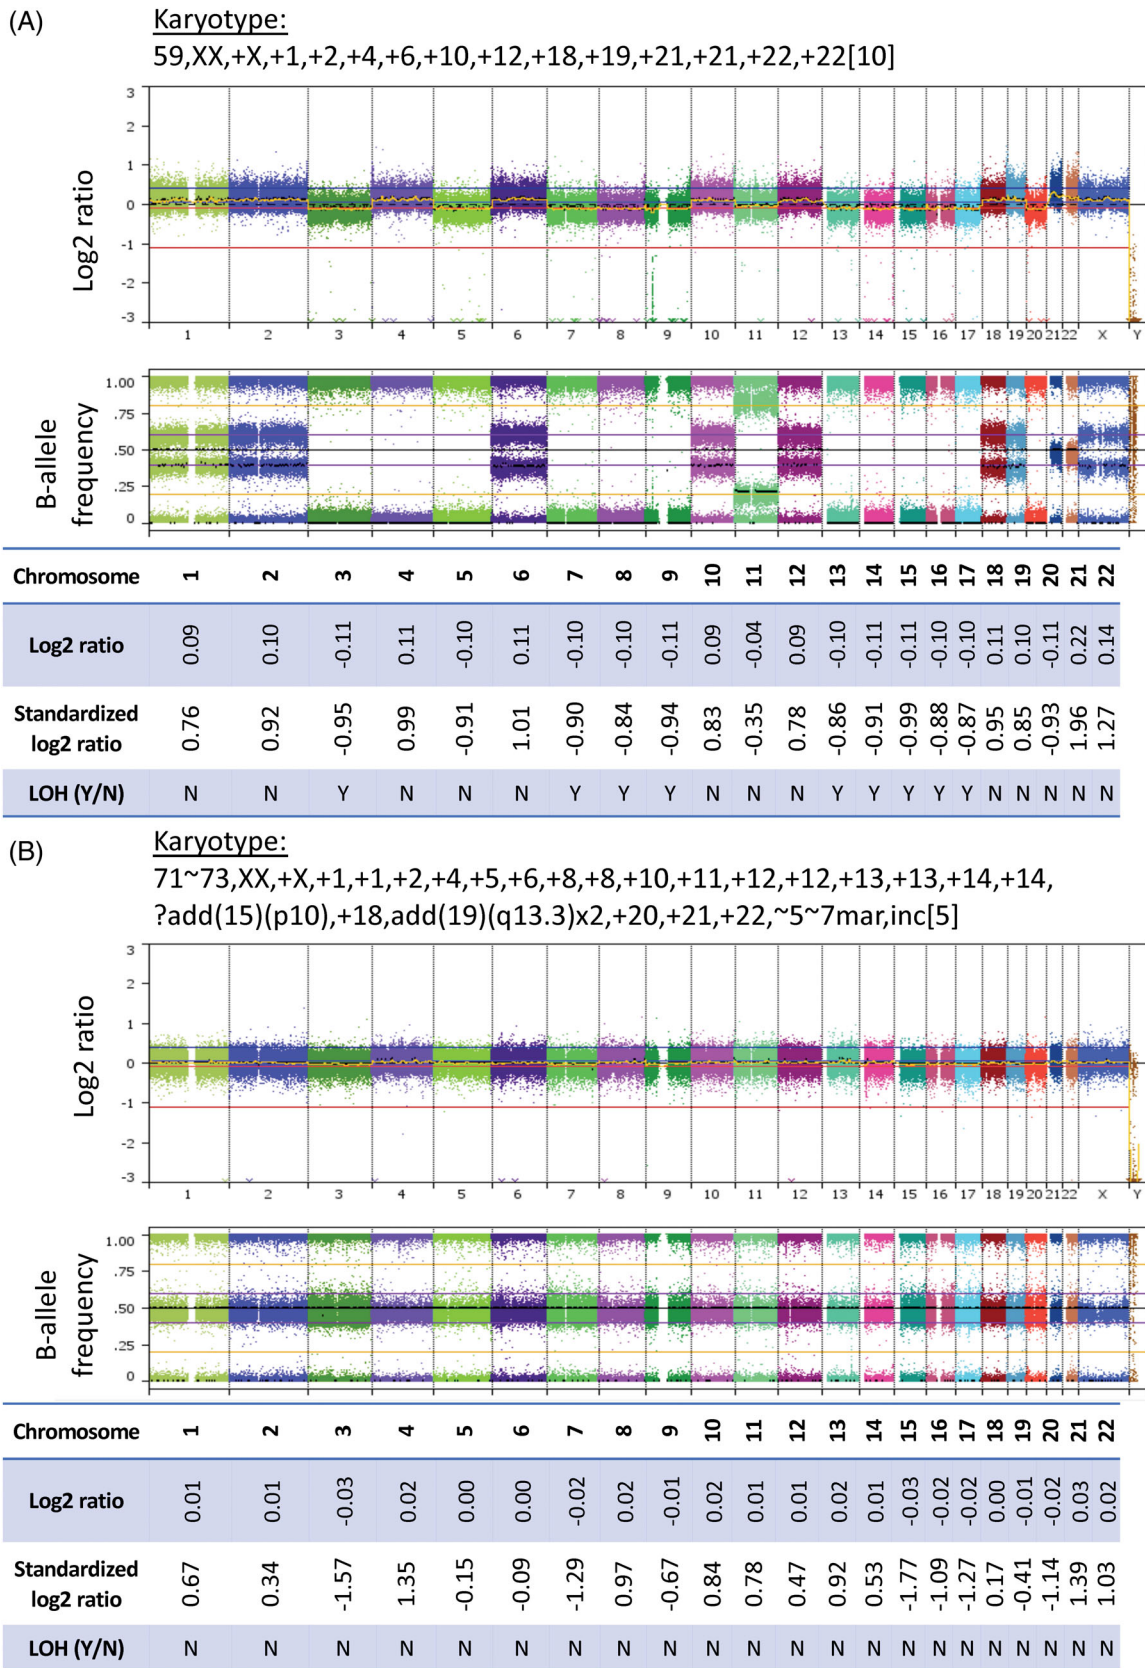 (A)
Karyotype:
59,XX,+X,+1,+2,+4,+6,+10,+12,+18,+19,+21,+21,+22,+22[10]
Log2 ratio
3
2
1
0
-1
-2
-3
1 2 3 4 5 6 7 8 9 10 11 12 13 14 15 16 17 18 19 20 21 22 X Y
B-allele frequency
1.00
.75
.50
.25
0
Chromosome 1 2 3 4 5 6 7 8 9 10 11 12 13 14 15 16 17 18 19 20 21 22
Log2 ratio 0.09 0.10 -0.11 0.11 -0.10 0.11 -0.10 -0.10 -0.11 0.09 -0.04 0.09 -0.10 -0.11 -0.11 -0.10 -0.10 0.11 0.10 -0.11 0.22 0.14
Standardized
log2 ratio 0.76 0.92 -0.95 0.99 -0.91 1.01 -0.90 -0.84 -0.94 0.83 -0.35 0.78 -0.86 -0.91 -0.99 -0.88 -0.87 0.95 0.85 -0.93 1.96 1.27
LOH (Y/N) N N Y N N N Y Y Y N N N Y Y Y Y Y N N N N N
(B)
Karyotype:
71~73,XX,+X,+1,+1,+2,+4,+5,+6,+8,+8,+10,+11,+12,+12,+13,+13,+14,+14,
?add(15)(p10),+18,add(19)(q13.3)x2,+20,+21,+22,~5~7mar,inc[5]
Log2 ratio
3
2
1
0
-1
-2
-3
1 2 3 4 5 6 7 8 9 10 11 12 13 14 15 16 17 18 19 20 21 22 X Y
B-allele frequency
1.00
.75
.50
.25
0
Chromosome 1 2 3 4 5 6 7 8 9 10 11 12 13 14 15 16 17 18 19 20 21 22
Log2 ratio 0.01 0.01 -0.03 0.02 0.00 0.00 -0.02 0.02 -0.01 0.02 0.01 0.01 0.02 0.01 -0.03 -0.02 -0.02 0.00 -0.01 -0.02 0.03 0.02
Standardized
log2 ratio 0.67 0.34 -1.57 1.35 -0.15 -0.09 -1.29 0.97 -0.67 0.84 0.78 0.47 0.92 0.53 -1.77 -1.09 -1.27 0.17 -0.41 -1.14 1.39 1.03
LOH (Y/N) N N N N N N N N N N N N N N N N N N N N N N